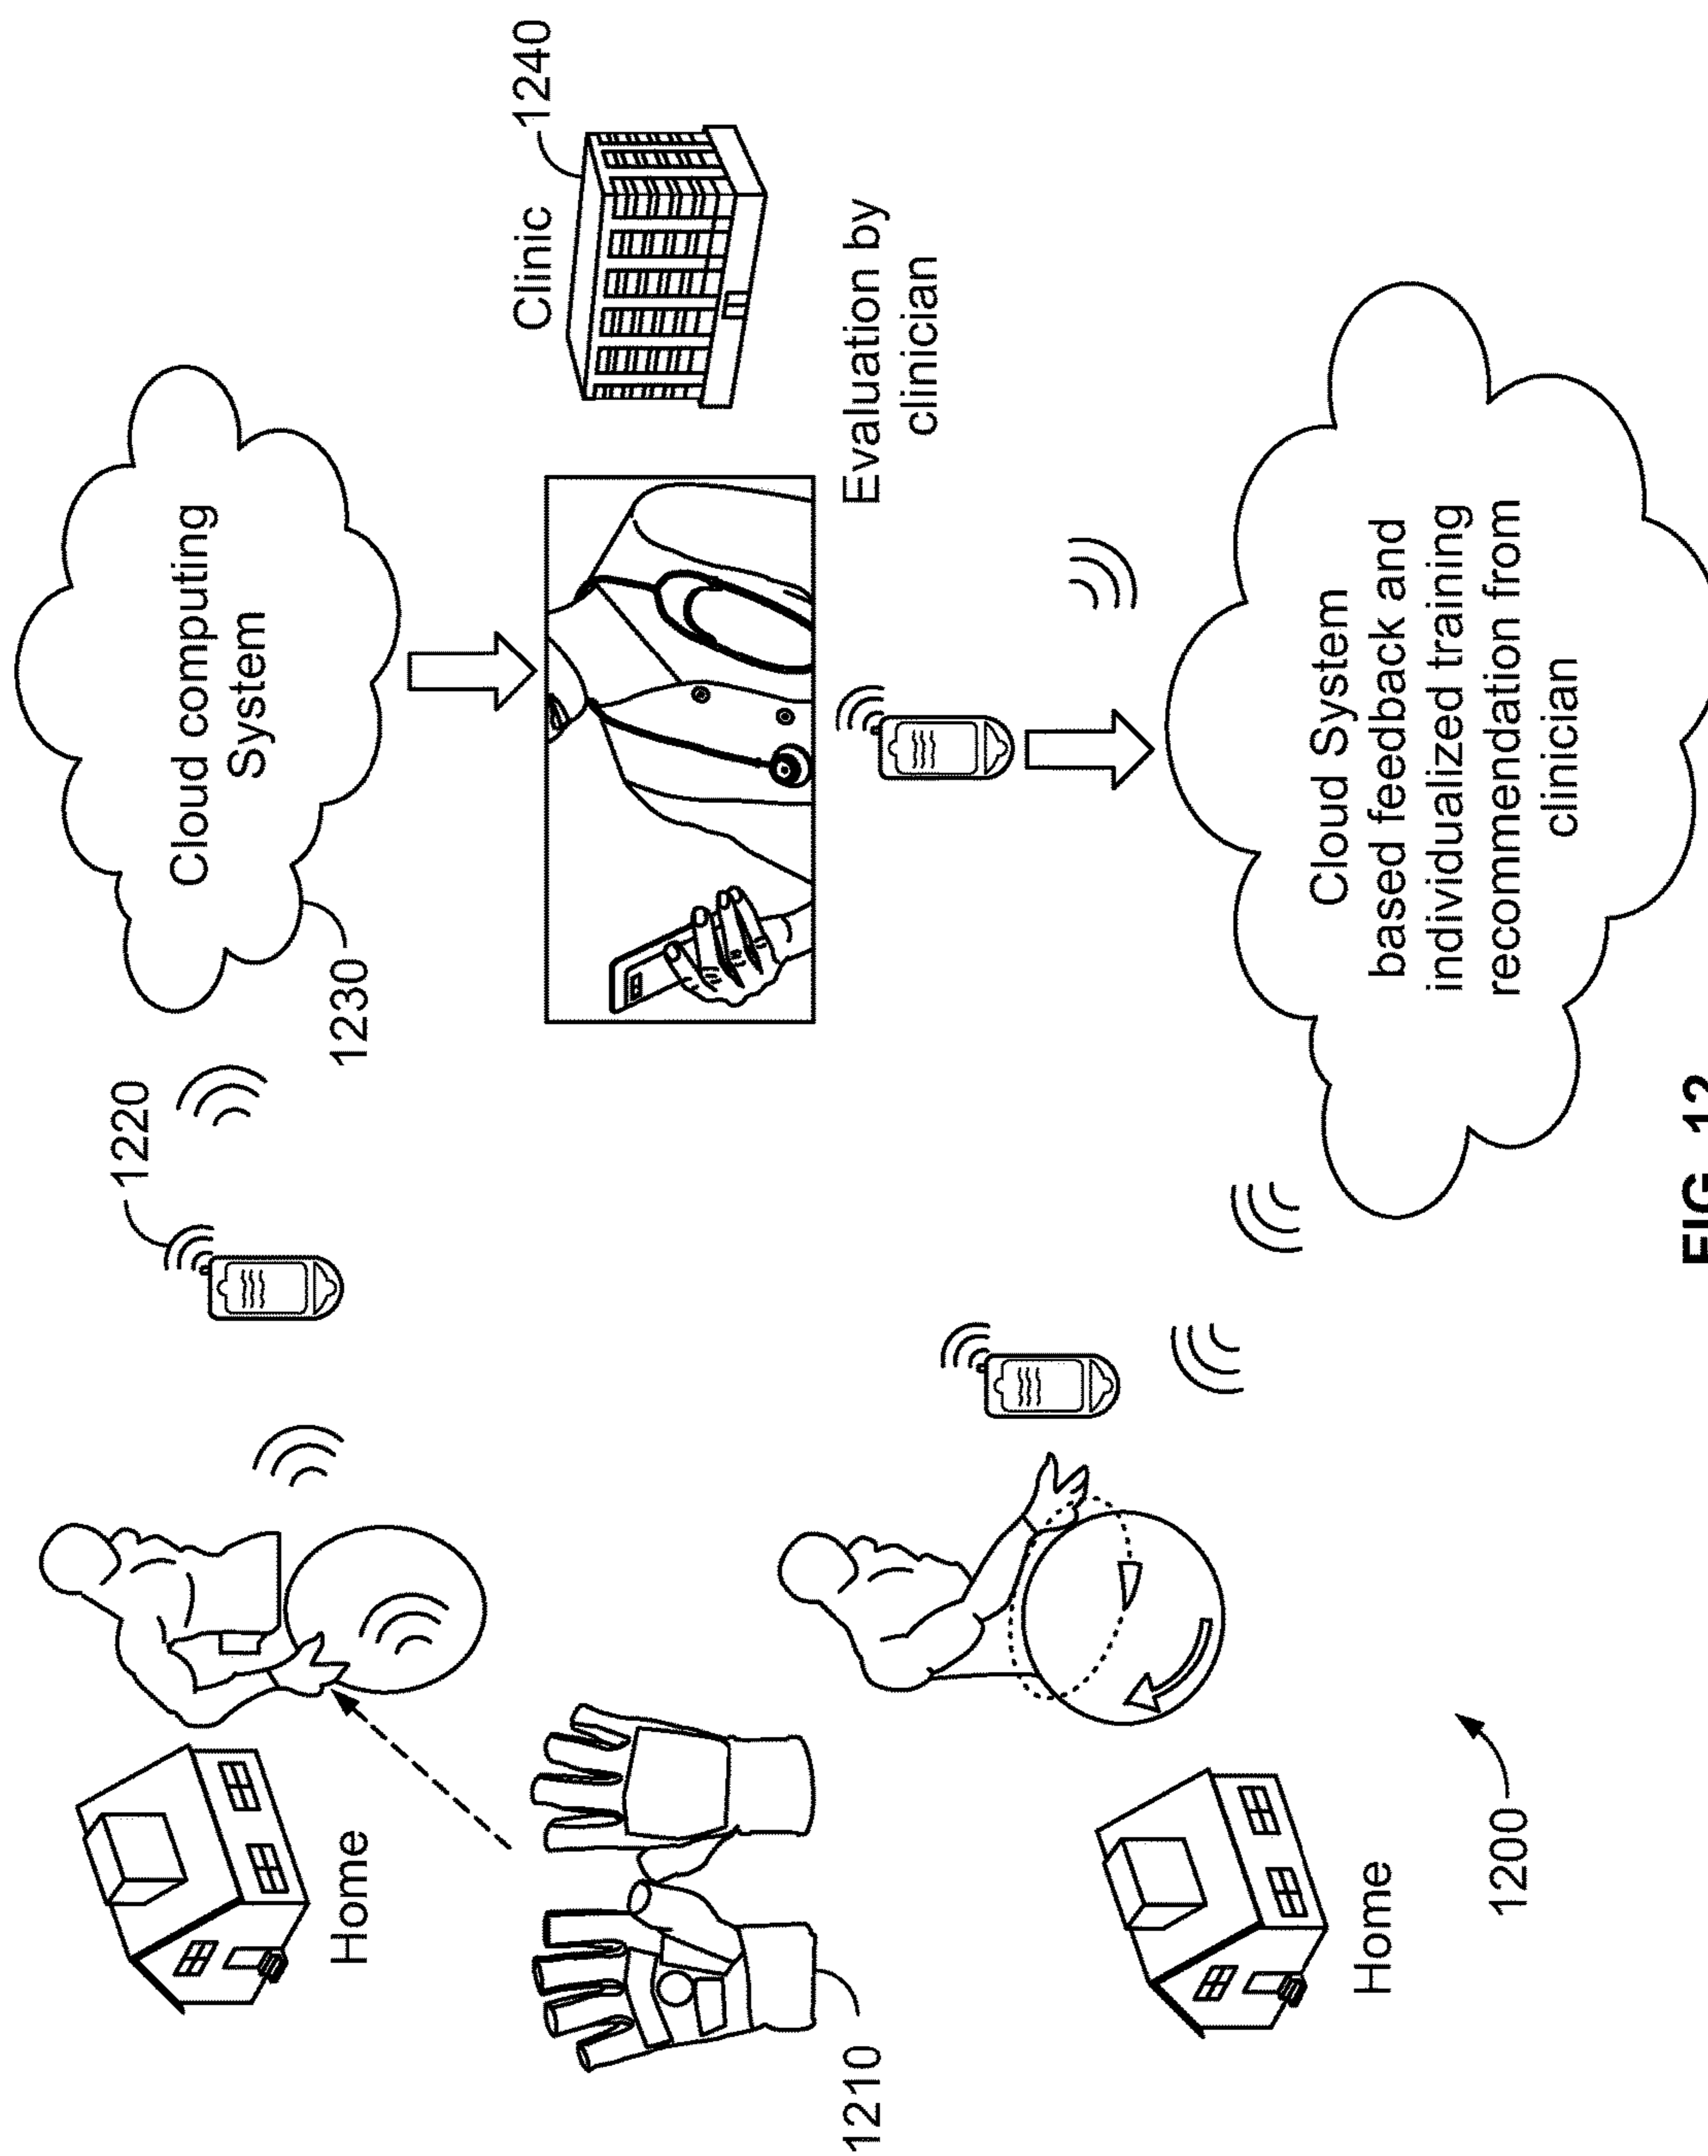 1220
Cloud computing
System
1230
Clinic
1240
Home
1210
Evaluation by
clinician
Home
1200
Cloud System
based feedback and
individualized training
recommendation from
clinician
FIG. 12